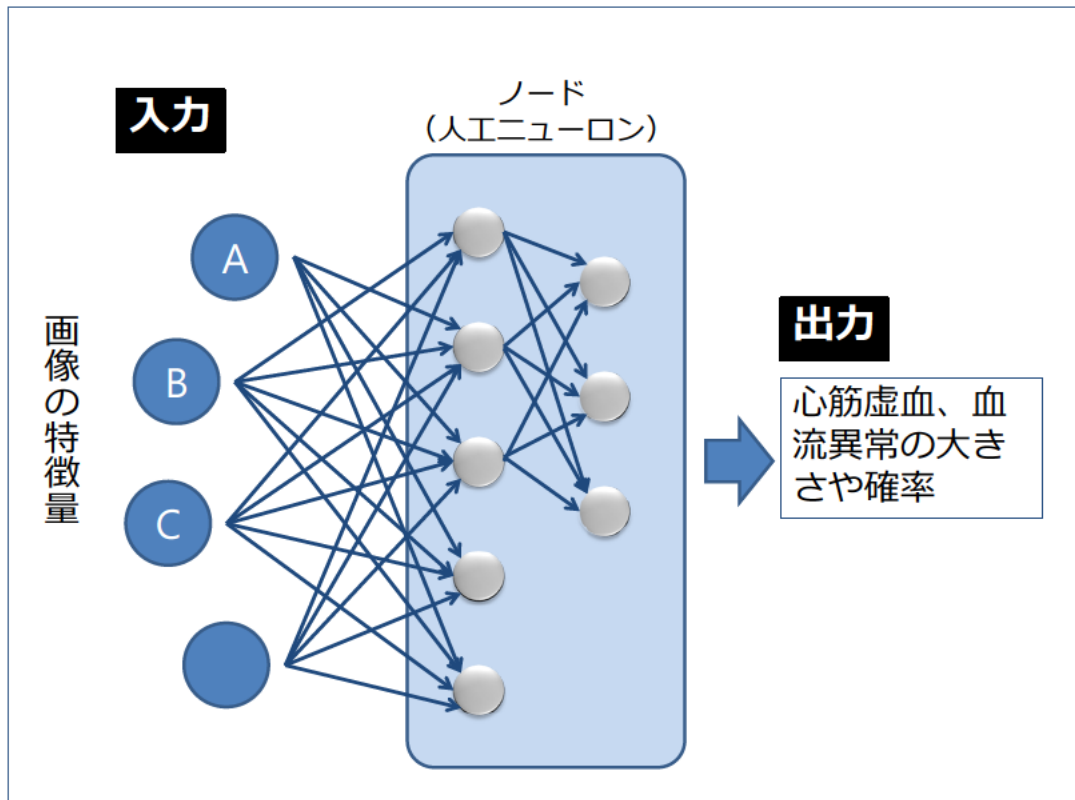 入力
ノード
（人工ニューロン）
A
B
C
画像の特徴量
出力
心筋虚血、血
流異常の大き
さや確率